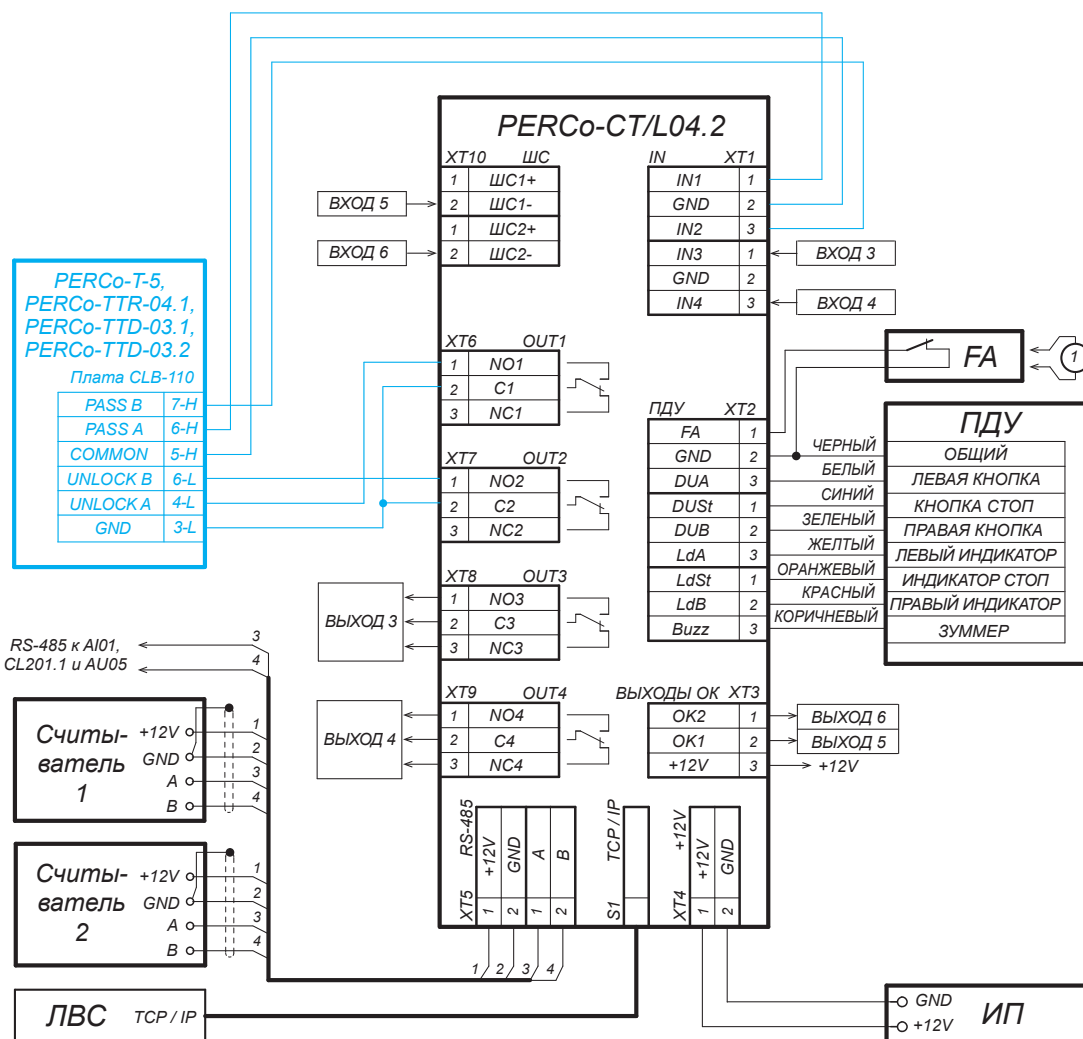 PERCo-CT/L04.2
XT10 ШС
1 ШС1+
2 ШС1-
1 ШС2+
2 ШС2-
ВХОД 5
ВХОД 6
IN XT1
IN1 1
GND 2
IN2 3
IN3 1
GND 2
IN4 3
ВХОД 3
ВХОД 4
PERCo-T-5,
PERCo-TTR-04.1,
PERCo-TTD-03.1,
PERCo-TTD-03.2
Плата CLB-110
PASS B 7-H
PASS A 6-H
COMMON 5-H
UNLOCK B 6-L
UNLOCK A 4-L
GND 3-L
XT6 OUT1
1 NO1
2 C1
3 NC1
XT7 OUT2
1 NO2
2 C2
3 NC2
XT8 OUT3
1 NO3
2 C3
3 NC3
ВЫХОД 3
XT9 OUT4
1 NO4
2 C4
3 NC4
ВЫХОД 4
FA
1
ПДУ XT2
FA 1
GND 2
DUA 3
DUSt 1
DUB 2
LdA 3
LdSt 1
LdB 2
Buzz 3
ЧЕРНЫЙ
БЕЛЫЙ
СИНИЙ
ЗЕЛЕНЫЙ
ЖЕЛТЫЙ
ОРАНЖЕВЫЙ
КРАСНЫЙ
КОРИЧНЕВЫЙ
ПДУ
ОБЩИЙ
ЛЕВАЯ КНОПКА
КНОПКА СТОП
ПРАВАЯ КНОПКА
ЛЕВЫЙ ИНДИКАТОР
ИНДИКАТОР СТОП
ПРАВЫЙ ИНДИКАТОР
ЗУММЕР
ВЫХОДЫ ОК XT3
OK2 1
OK1 2
+12V 3
ВЫХОД 6
ВЫХОД 5
+12V
RS-485 к AI01,
CL201.1 и AU05
3
4
Считы-
ватель
1
+12V 1
GND 2
A 3
B 4
Считы-
ватель
2
+12V 1
GND 2
A 3
B 4
XT5 RS-485
1 +12V
2 GND
1 A
2 B
1 2 3 4
S1 TCP / IP
XT4 +12V
1 +12V
2 GND
ЛВС TCP / IP
GND
+12V
ИП